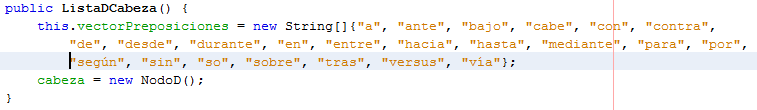 public ListaDCabeza() {
this.vectorPreposiciones = new String[]{"a", "ante", "bajo", "cabe", "con", "contra",
"de", "desde", "durante", "en", "entre", "hacia", "hasta", "mediante", "para", "por",
"según", "sin", "so", "sobre", "tras", "versus", "vía"};
cabeza = new NodoD();
}